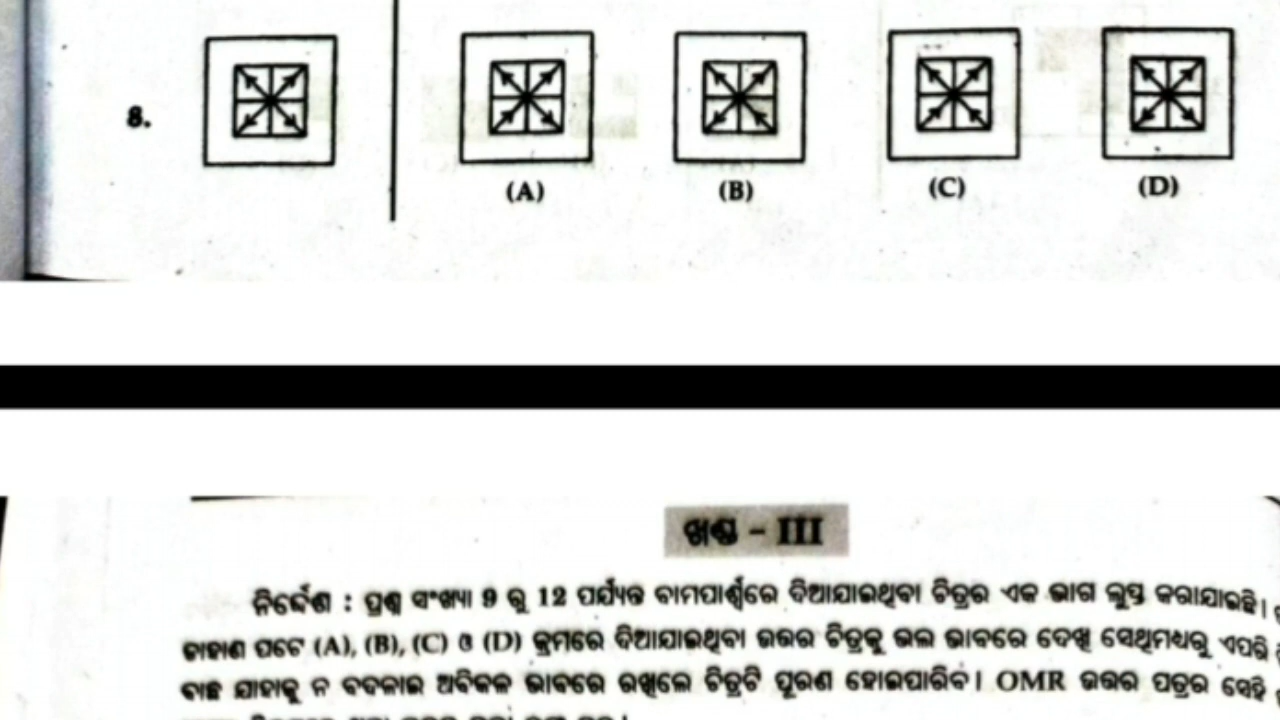 8.
(A) (B) (C) (D)
ଖଣ୍ଡ - III
ନିର୍ଦ୍ଦେଶ : ପ୍ରଶ୍ନ ସଂଖ୍ୟା 9 ରୁ 12 ପର୍ଯ୍ୟନ୍ତ ବାମପାର୍ଶ୍ୱରେ ଦିଆଯାଇଥିବା ଚିତ୍ରର ଏକ ଭାଗ ଲୁପ୍ତ କରାଯାଇଛି।
ଡାହାଣ ପଟେ (A), (B), (C) ଓ (D) କ୍ରମରେ ଦିଆଯାଇଥିବା ଉତ୍ତର ଚିତ୍ରକୁ ଭଲ ଭାବରେ ଦେଖି ସେଥିମଧ୍ୟରୁ ଏପରି
ବାଛ ଯାହାକୁ ନ ବଦଳାଇ ଅବିକଳ ଭାବରେ ରଖିଲେ ଚିତ୍ରଟି ପୂରଣ ହୋଇପାରିବ। OMR ଉତ୍ତର ପତ୍ରର ସେହି